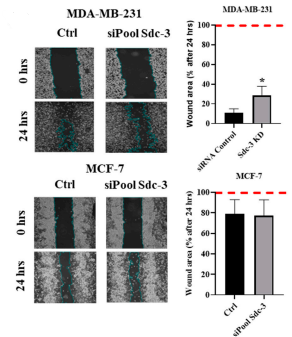 MDA-MB-231
Ctrl
siPool Sdc-3
0 hrs
24 hrs
MDA-MB-231
Wound area (% after 24 hrs)
100
80
60
40
20
0
*
siRNA Control
Sdc-3 KD
MCF-7
Ctrl
siPool Sdc-3
0 hrs
24 hrs
MCF-7
Wound area (% after 24 hrs)
100
80
60
40
20
0
Ctrl
siPool Sdc-3